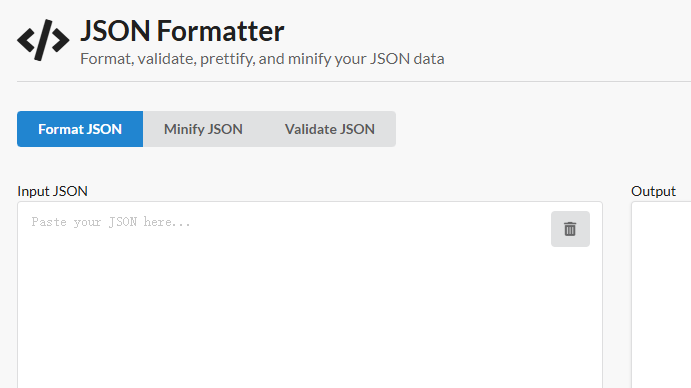 JSON Formatter
Format, validate, prettify, and minify your JSON data
Format JSON Minify JSON Validate JSON
Input JSON Output
Paste your JSON here...